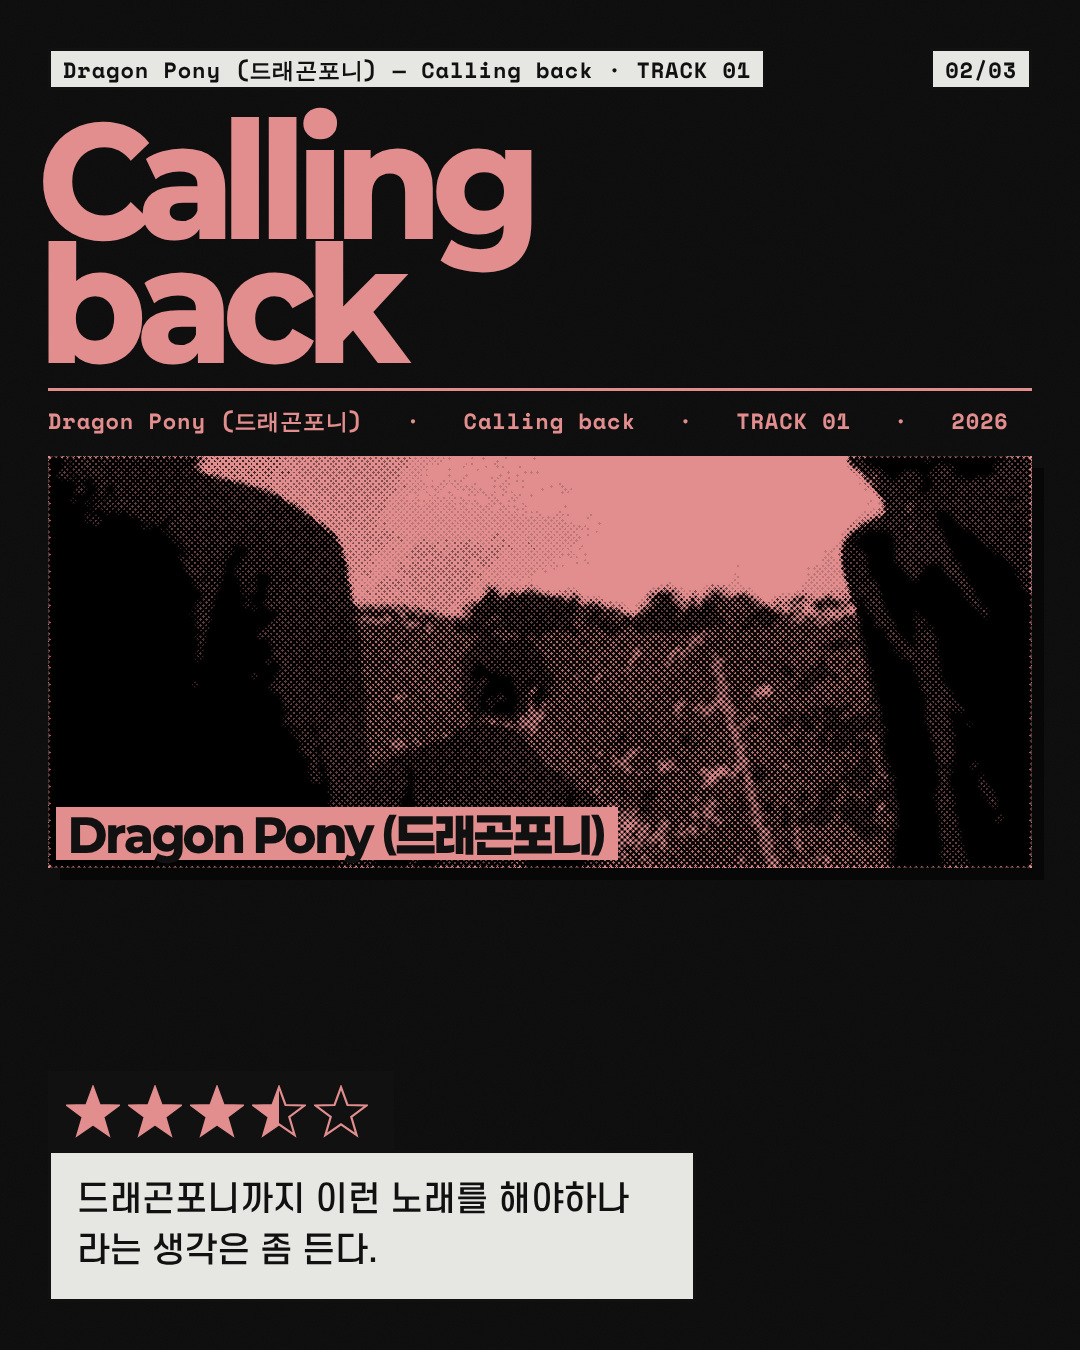 Dragon Pony (드래곤포니) — Calling back · TRACK 01
02/03
Calling
back
Dragon Pony (드래곤포니) · Calling back · TRACK 01 · 2026
Dragon Pony (드래곤포니)
드래곤포니까지 이런 노래를 해야하나
라는 생각은 좀 든다.